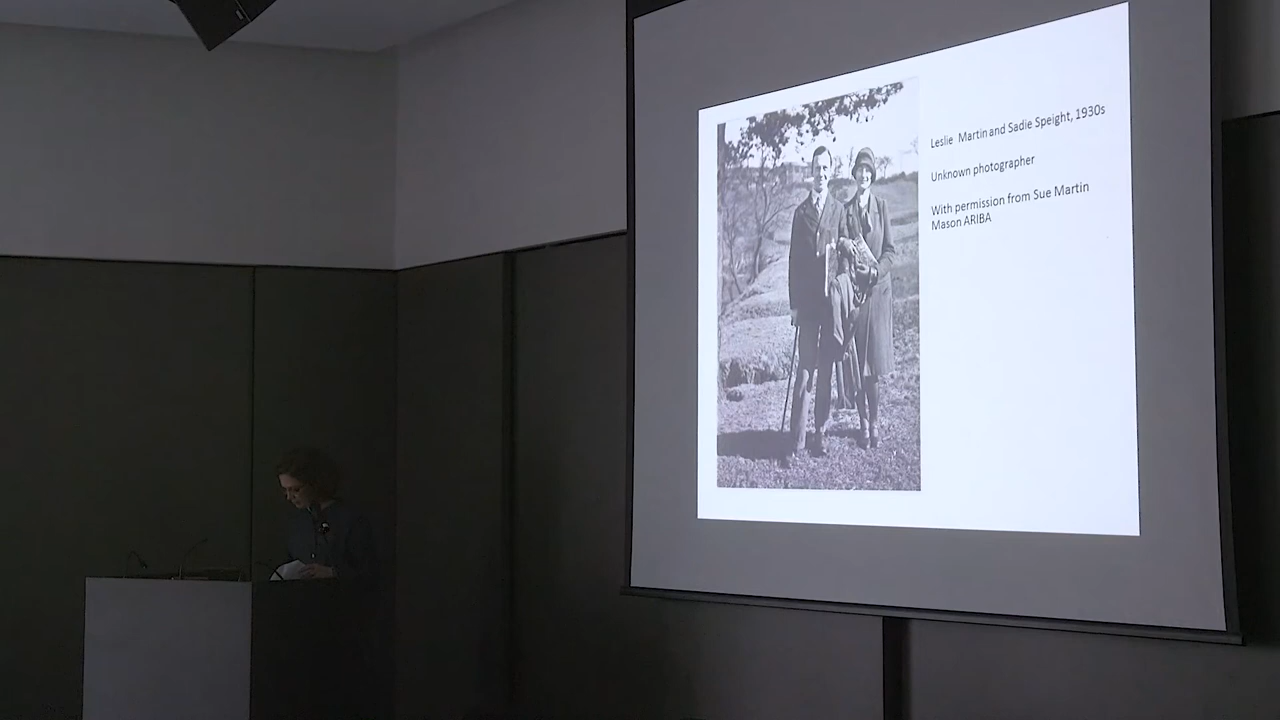 Leslie Martin and Sadie Speight, 1930s
Unknown photographer
With permission from Sue Martin
Mason ARIBA